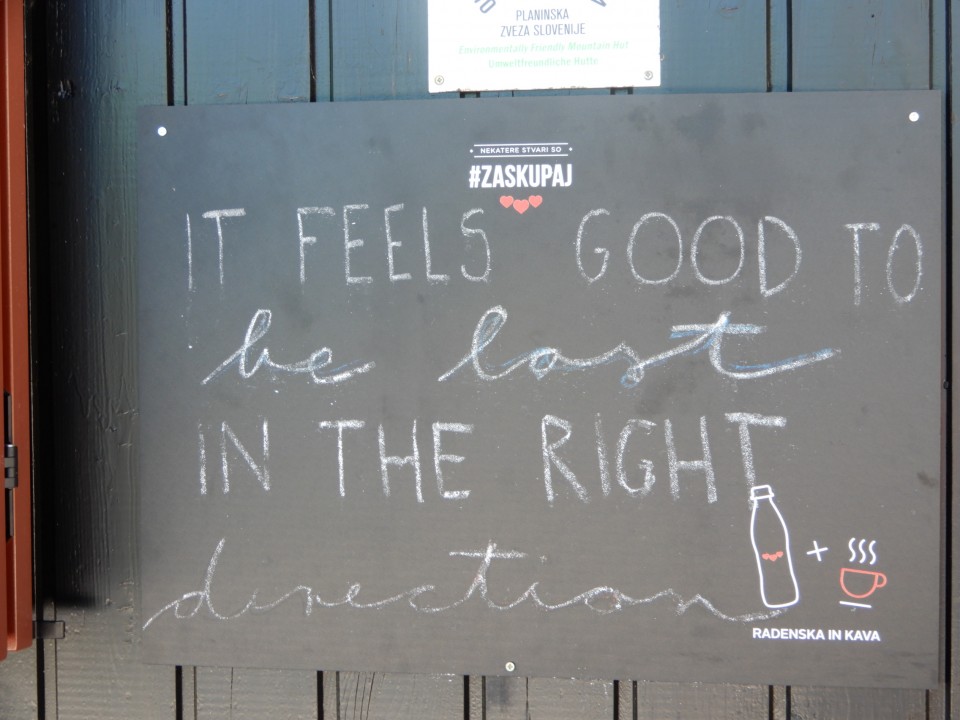 PLANINSKA
ZVEZA SLOVENIJE
Environmentally Friendly Mountain Hut
Umweltfreundliche Hütte
NEKATERE STVARI SO
#ZASKUPAJ
IT FEELS GOOD TO
be lost
IN THE RIGHT
direction
RADENSKA IN KAVA